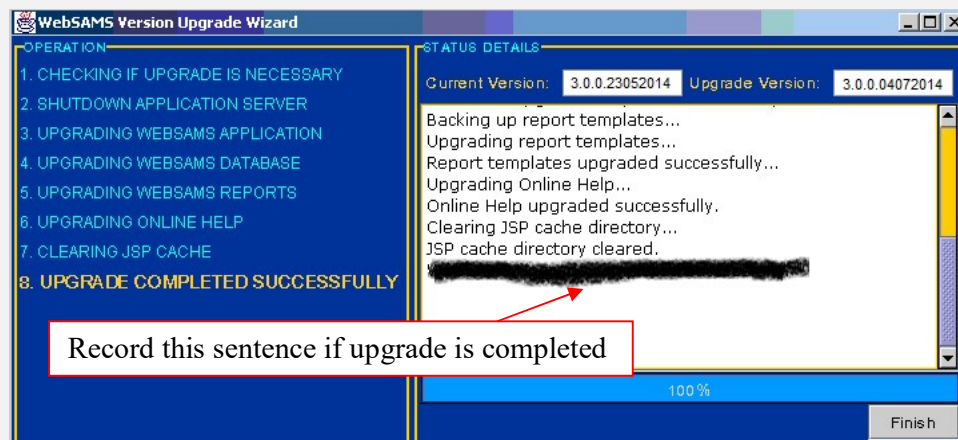 WebSAMS Version Upgrade Wizard
OPERATION
1. CHECKING IF UPGRADE IS NECESSARY
2. SHUTDOWN APPLICATION SERVER
3. UPGRADING WEBSAMS APPLICATION
4. UPGRADING WEBSAMS DATABASE
5. UPGRADING WEBSAMS REPORTS
6. UPGRADING ONLINE HELP
7. CLEARING JSP CACHE
8. UPGRADE COMPLETED SUCCESSFULLY
STATUS DETAILS
Current Version: 3.0.0.23052014 Upgrade Version: 3.0.0.04072014
Backing up report templates...
Upgrading report templates...
Report templates upgraded successfully...
Upgrading Online Help...
Online Help upgraded successfully.
Clearing JSP cache directory...
JSP cache directory cleared.
Record this sentence if upgrade is completed
100%
Finish